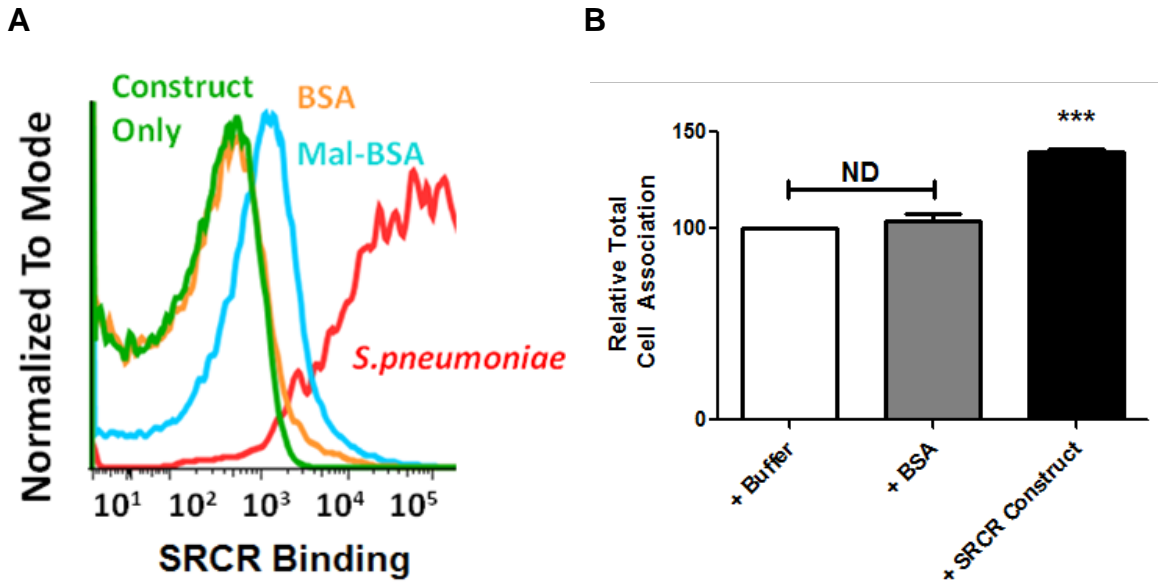 A
Construct
Only
BSA
Mal-BSA
S.pneumoniae
Normalized To Mode
10¹ 10² 10³ 10⁴ 10⁵
SRCR Binding
B
***
ND
150
100
0
Relative Total
Cell Association
+ Buffer
+ BSA
+ SRCR Construct